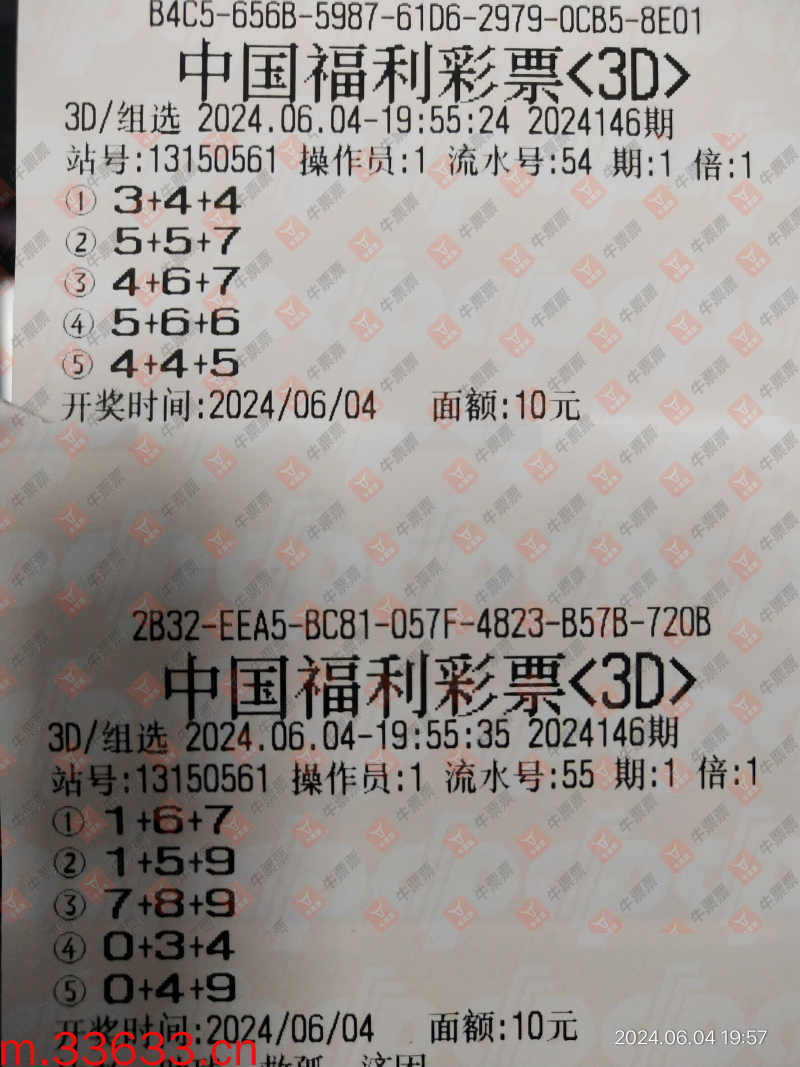 B4C5-656B-5987-61D6-2979-0CB5-8E01
中国福利彩票<3D>
3D/组选 2024.06.04-19:55:24 2024146期
站号:13150561 操作员:1 流水号:54 期:1 倍:1
① 3+4+4
② 5+5+7
③ 4+6+7
④ 5+6+6
⑤ 4+4+5
开奖时间:2024/06/04 面额:10元
2B32-EEA5-BC81-057F-4823-B57B-720B
中国福利彩票<3D>
3D/组选 2024.06.04-19:55:35 2024146期
站号:13150561 操作员:1 流水号:55 期:1 倍:1
① 1+6+7
② 1+5+9
③ 7+8+9
④ 0+3+4
⑤ 0+4+9
开奖时间:2024/06/04 面额:10元
2024.06.04 19:57
m.33633.cn
牛票票